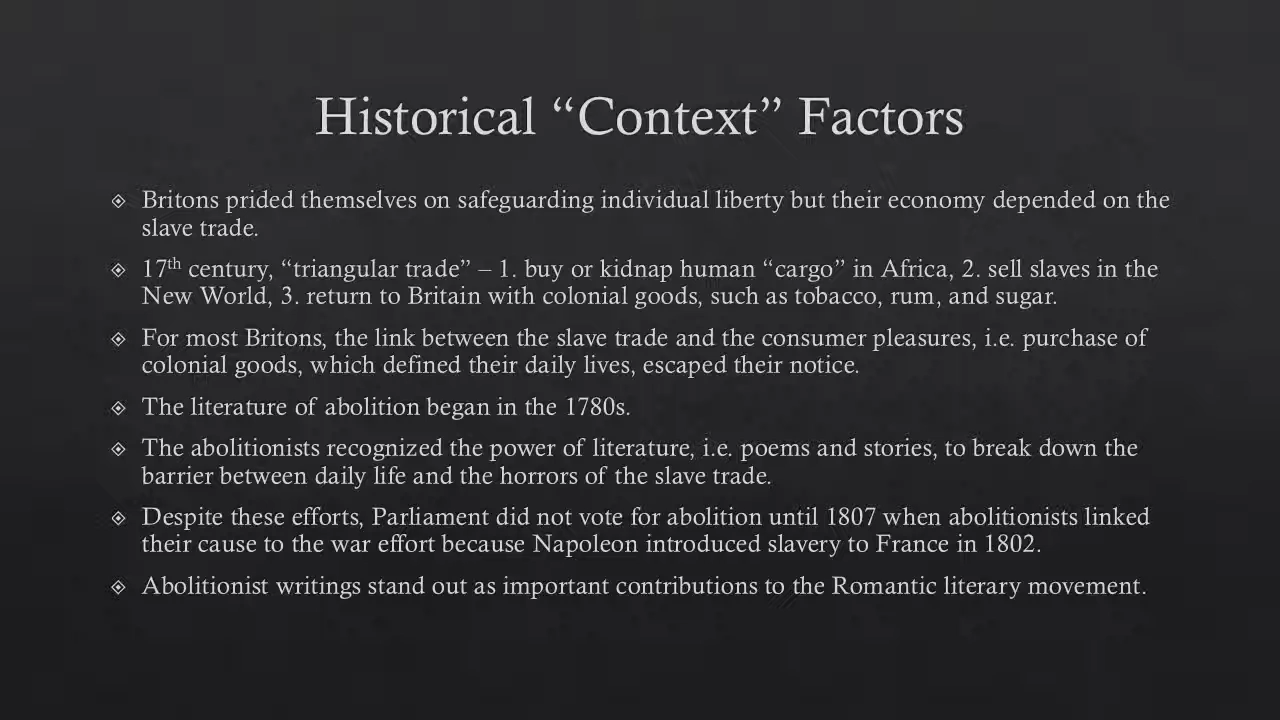 Historical “Context” Factors
Britons prided themselves on safeguarding individual liberty but their economy depended on the
slave trade.
17th century, “triangular trade” – 1. buy or kidnap human “cargo” in Africa, 2. sell slaves in the
New World, 3. return to Britain with colonial goods, such as tobacco, rum, and sugar.
For most Britons, the link between the slave trade and the consumer pleasures, i.e. purchase of
colonial goods, which defined their daily lives, escaped their notice.
The literature of abolition began in the 1780s.
The abolitionists recognized the power of literature, i.e. poems and stories, to break down the
barrier between daily life and the horrors of the slave trade.
Despite these efforts, Parliament did not vote for abolition until 1807 when abolitionists linked
their cause to the war effort because Napoleon introduced slavery to France in 1802.
Abolitionist writings stand out as important contributions to the Romantic literary movement.